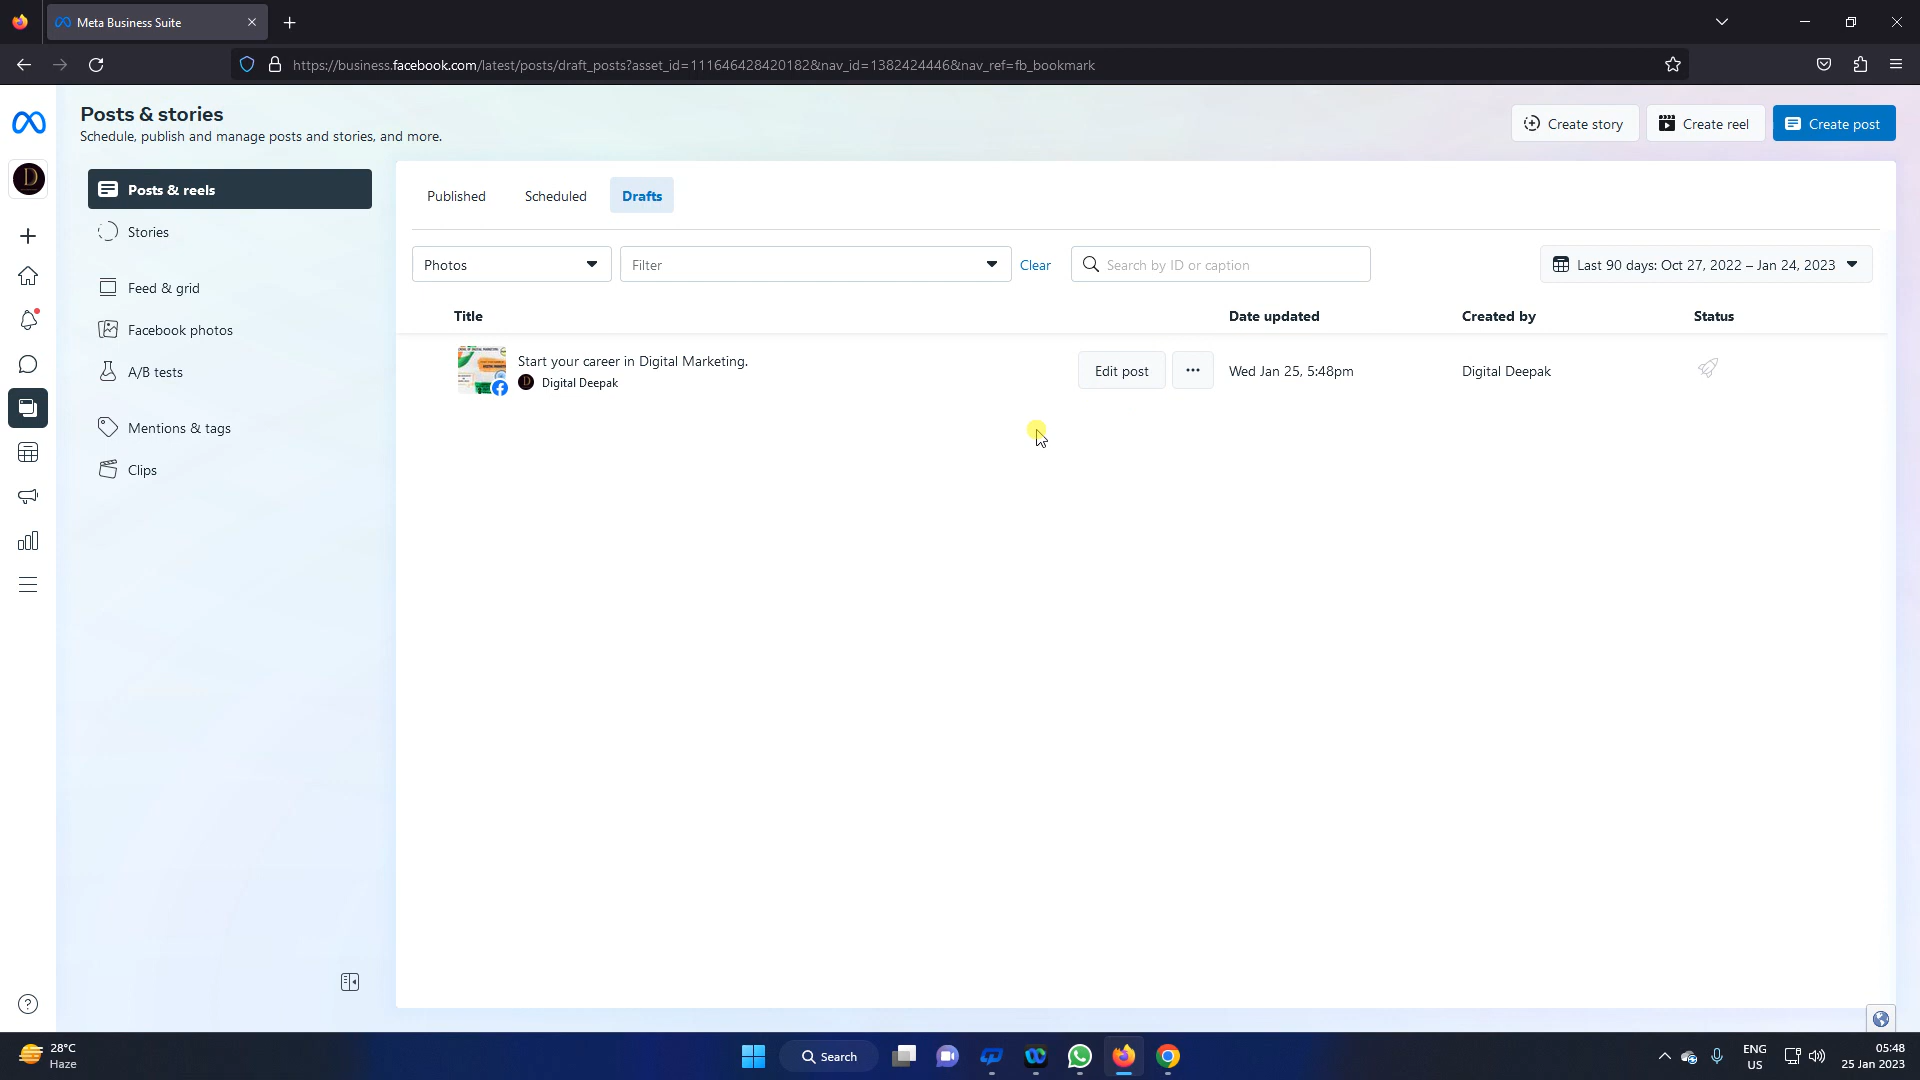 Meta Business Suite
https://business.facebook.com/latest/posts/draft_posts?asset_id=111646428420182&nav_id=1382424446&nav_ref=fb_bookmark
Posts & stories
Schedule, publish and manage posts and stories, and more.
Create story
Create reel
Create post
D
Posts & reels
Stories
Feed & grid
Facebook photos
A/B tests
Mentions & tags
Clips
Published
Scheduled
Drafts
Photos
Filter
Clear
Search by ID or caption
Last 90 days: Oct 27, 2022 – Jan 24, 2023
Title
Date updated
Created by
Status
Start your career in Digital Marketing.
D Digital Deepak
Edit post
Wed Jan 25, 5:48pm
Digital Deepak
28°C
Haze
Search
ENG
US
05:48
25 Jan 2023